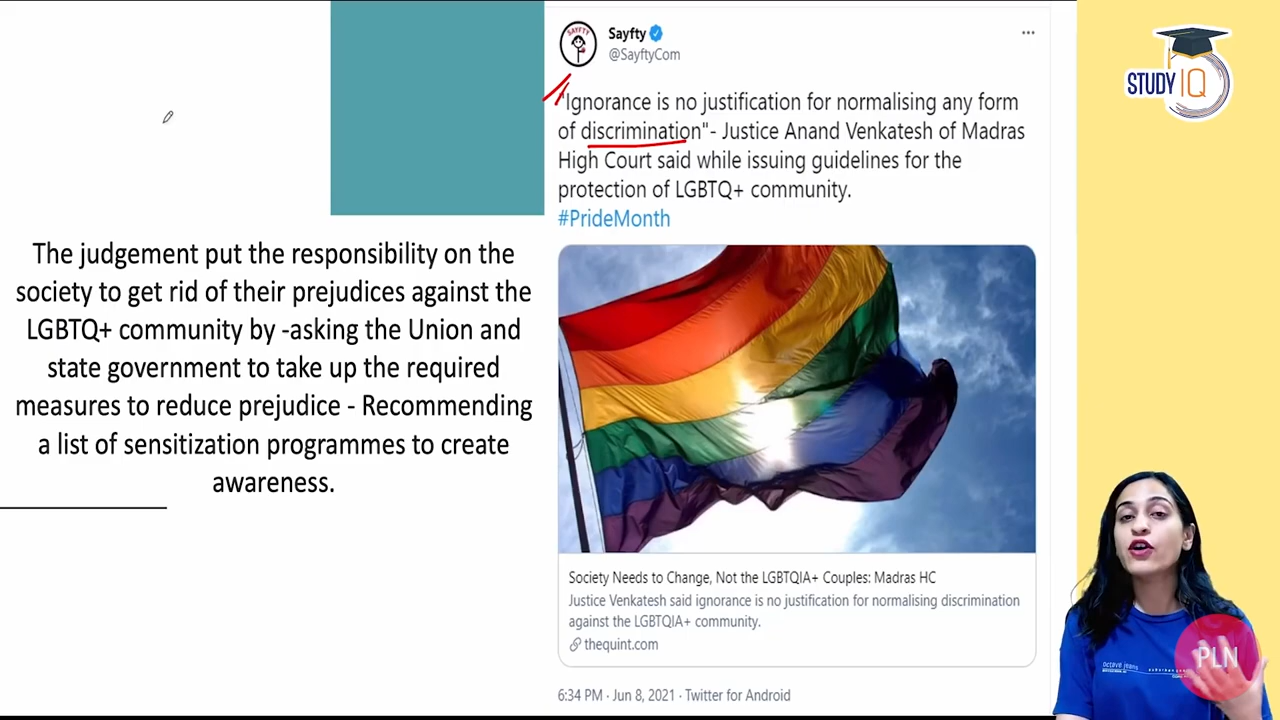 The judgement put the responsibility on the
society to get rid of their prejudices against the
LGBTQ+ community by -asking the Union and
state government to take up the required
measures to reduce prejudice - Recommending
a list of sensitization programmes to create
awareness.
SAYFTY
Sayfty
@SayftyCom
"Ignorance is no justification for normalising any form
of discrimination"- Justice Anand Venkatesh of Madras
High Court said while issuing guidelines for the
protection of LGBTQ+ community.
#PrideMonth
Society Needs to Change, Not the LGBTQIA+ Couples: Madras HC
Justice Venkatesh said ignorance is no justification for normalising discrimination
against the LGBTQIA+ community.
thequint.com
6:34 PM · Jun 8, 2021 · Twitter for Android
STUDY IQ
Octave jeans
PLN